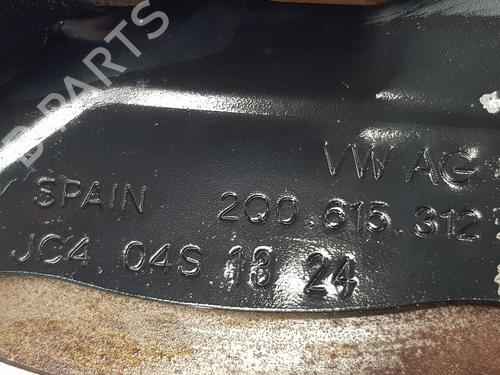 B PARTS
VW AG
SPAIN 2Q0.615.312
JC4 04S 18 24